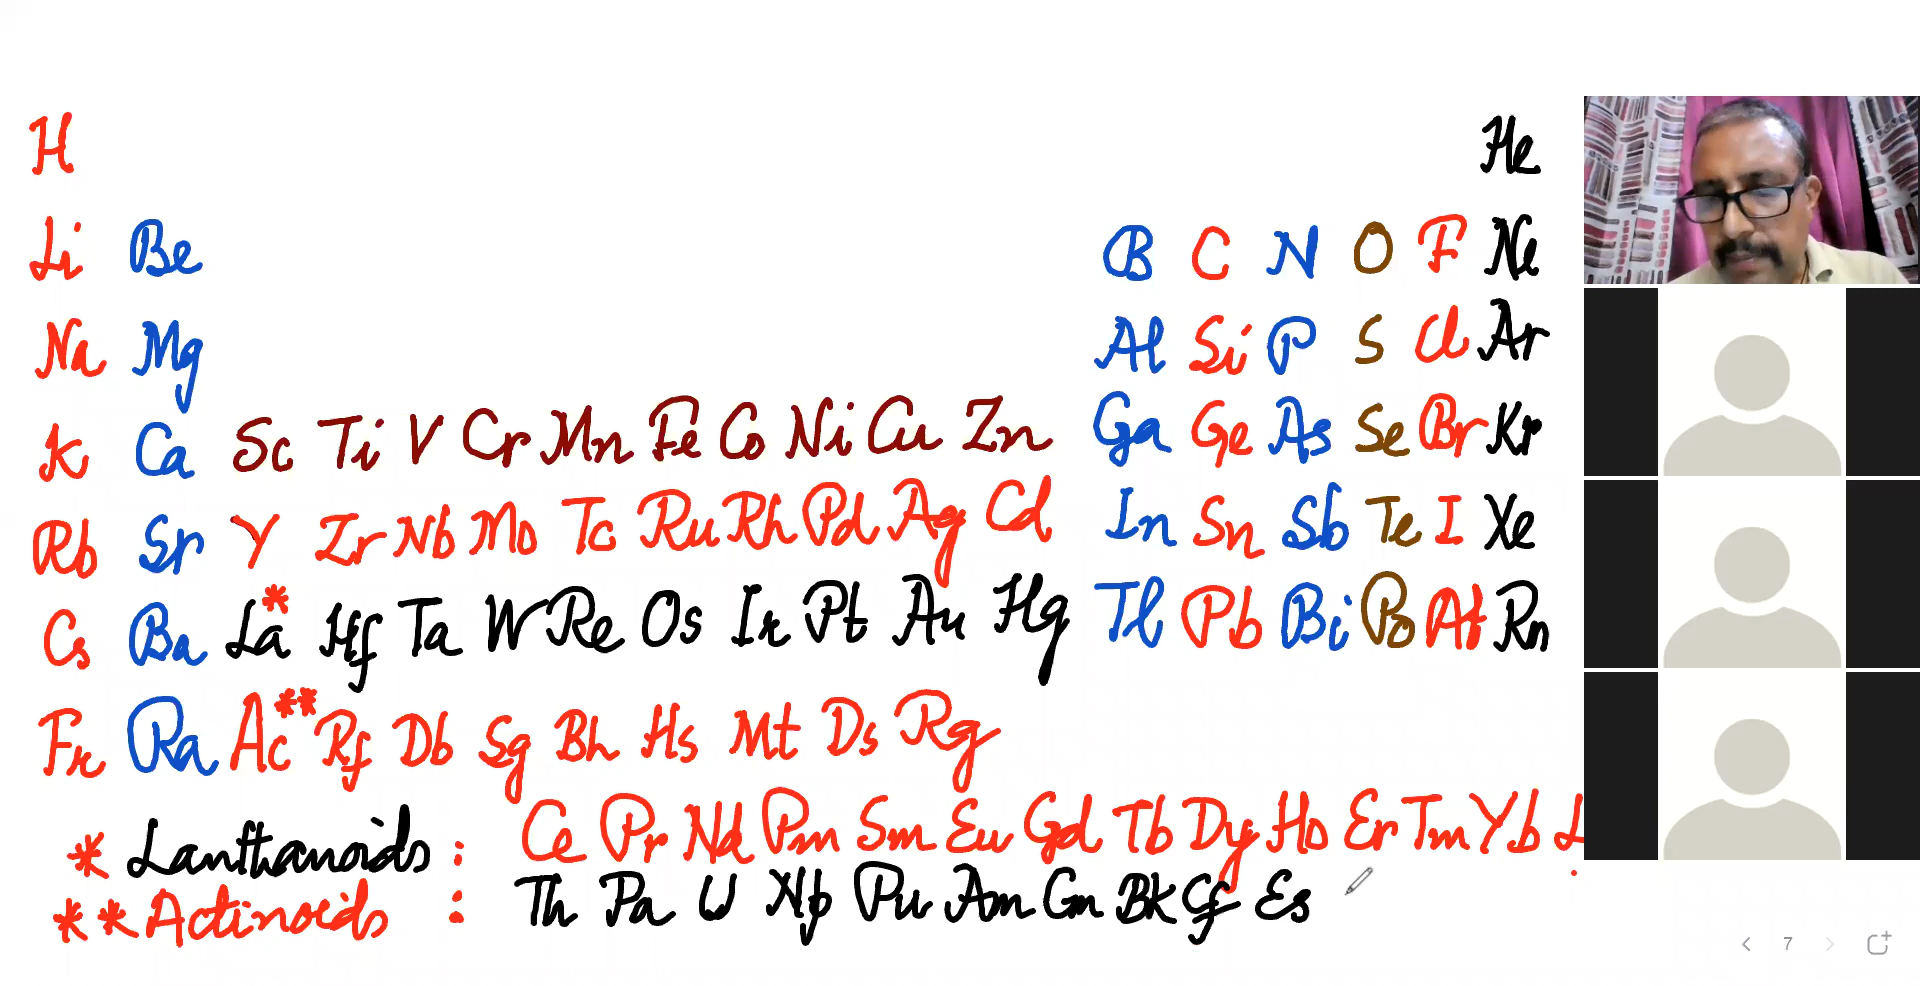 H He
Li Be B C N O F Ne
Na Mg Al Si P S Cl Ar
K Ca Sc Ti V Cr Mn Fe Co Ni Cu Zn Ga Ge As Se Br Kr
Rb Sr Y Zr Nb Mo Tc Ru Rh Pd Ag Cd In Sn Sb Te I Xe
Cs Ba La* Hf Ta W Re Os Ir Pt Au Hg Tl Pb Bi Po At Rn
Fr Ra Ac** Rf Db Sg Bh Hs Mt Ds Rg
* Lanthanoids : Ce Pr Nd Pm Sm Eu Gd Tb Dy Ho Er Tm Yb L
** Actinoids : Th Pa U Np Pu Am Cm Bk Cf Es
7